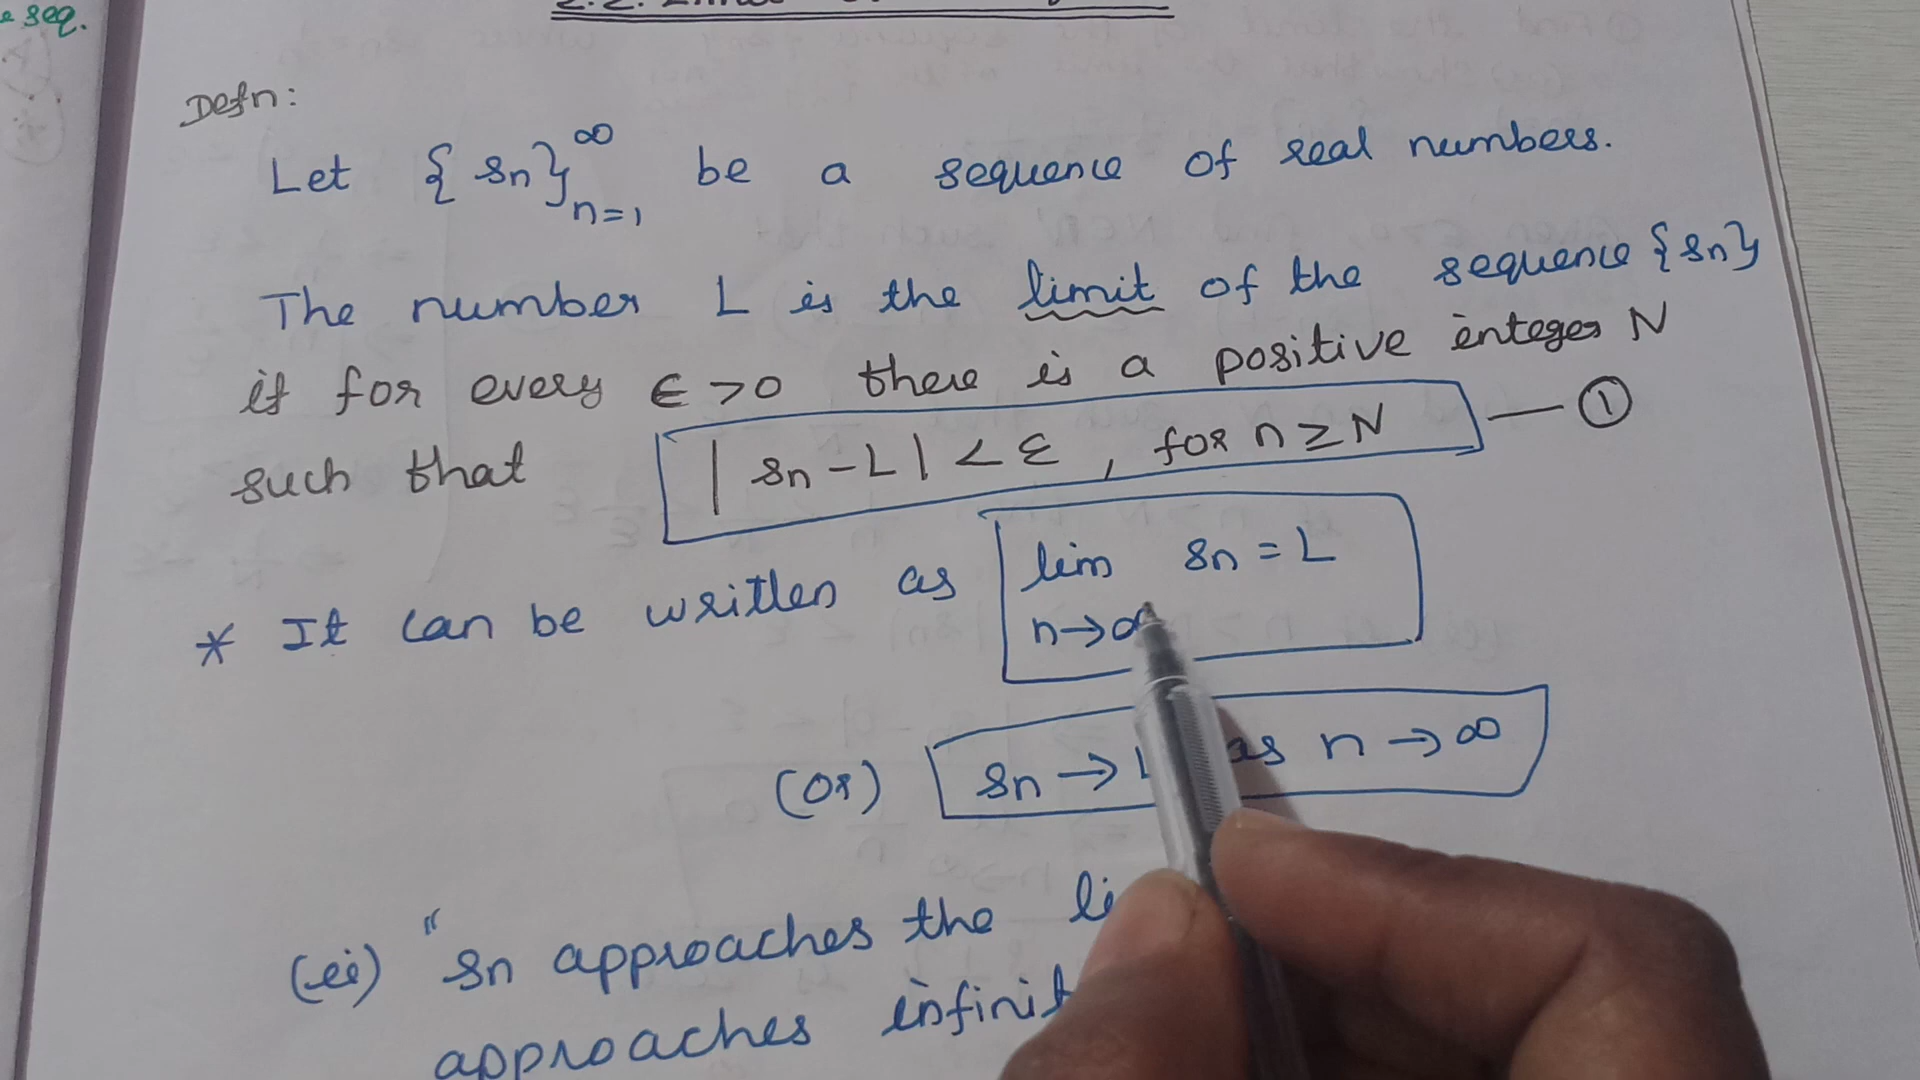 e seq.
Defn:
Let {sn}∞n=1 be a sequence of real numbers.
The number L is the limit of the sequence {sn}
if for every ϵ >0 there is a positive integer N
such that | sn - L | < ε , for n ≥ N — ①
* It can be written as lim sn = L
n→∞
(or) sn → L as n → ∞
(ii) "sn approaches the
approaches